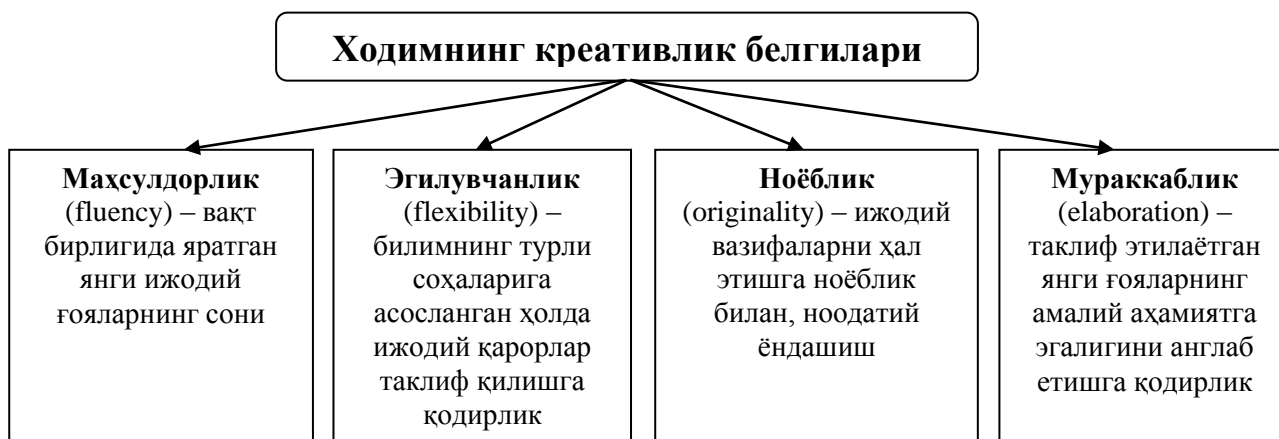 Ходимнинг креативлик белгилари
Маҳсулдорлик
(fluency) – вақт
бирлигида яратган
янги ижодий
ғояларнинг сони
Эгилувчанлик
(flexibility) –
билимнинг турли
соҳаларига
асосланган ҳолда
ижодий қарорлар
таклиф қилишга
қодирлик
Ноёблик
(originality) – ижодий
вазифаларни ҳал
этишга ноёблик
билан, ноодатий
ёндашиш
Мураккаблик
(elaboration) –
таклиф этилаётган
янги ғояларнинг
амалий аҳамиятга
эгалигини англаб
етишга қодирлик